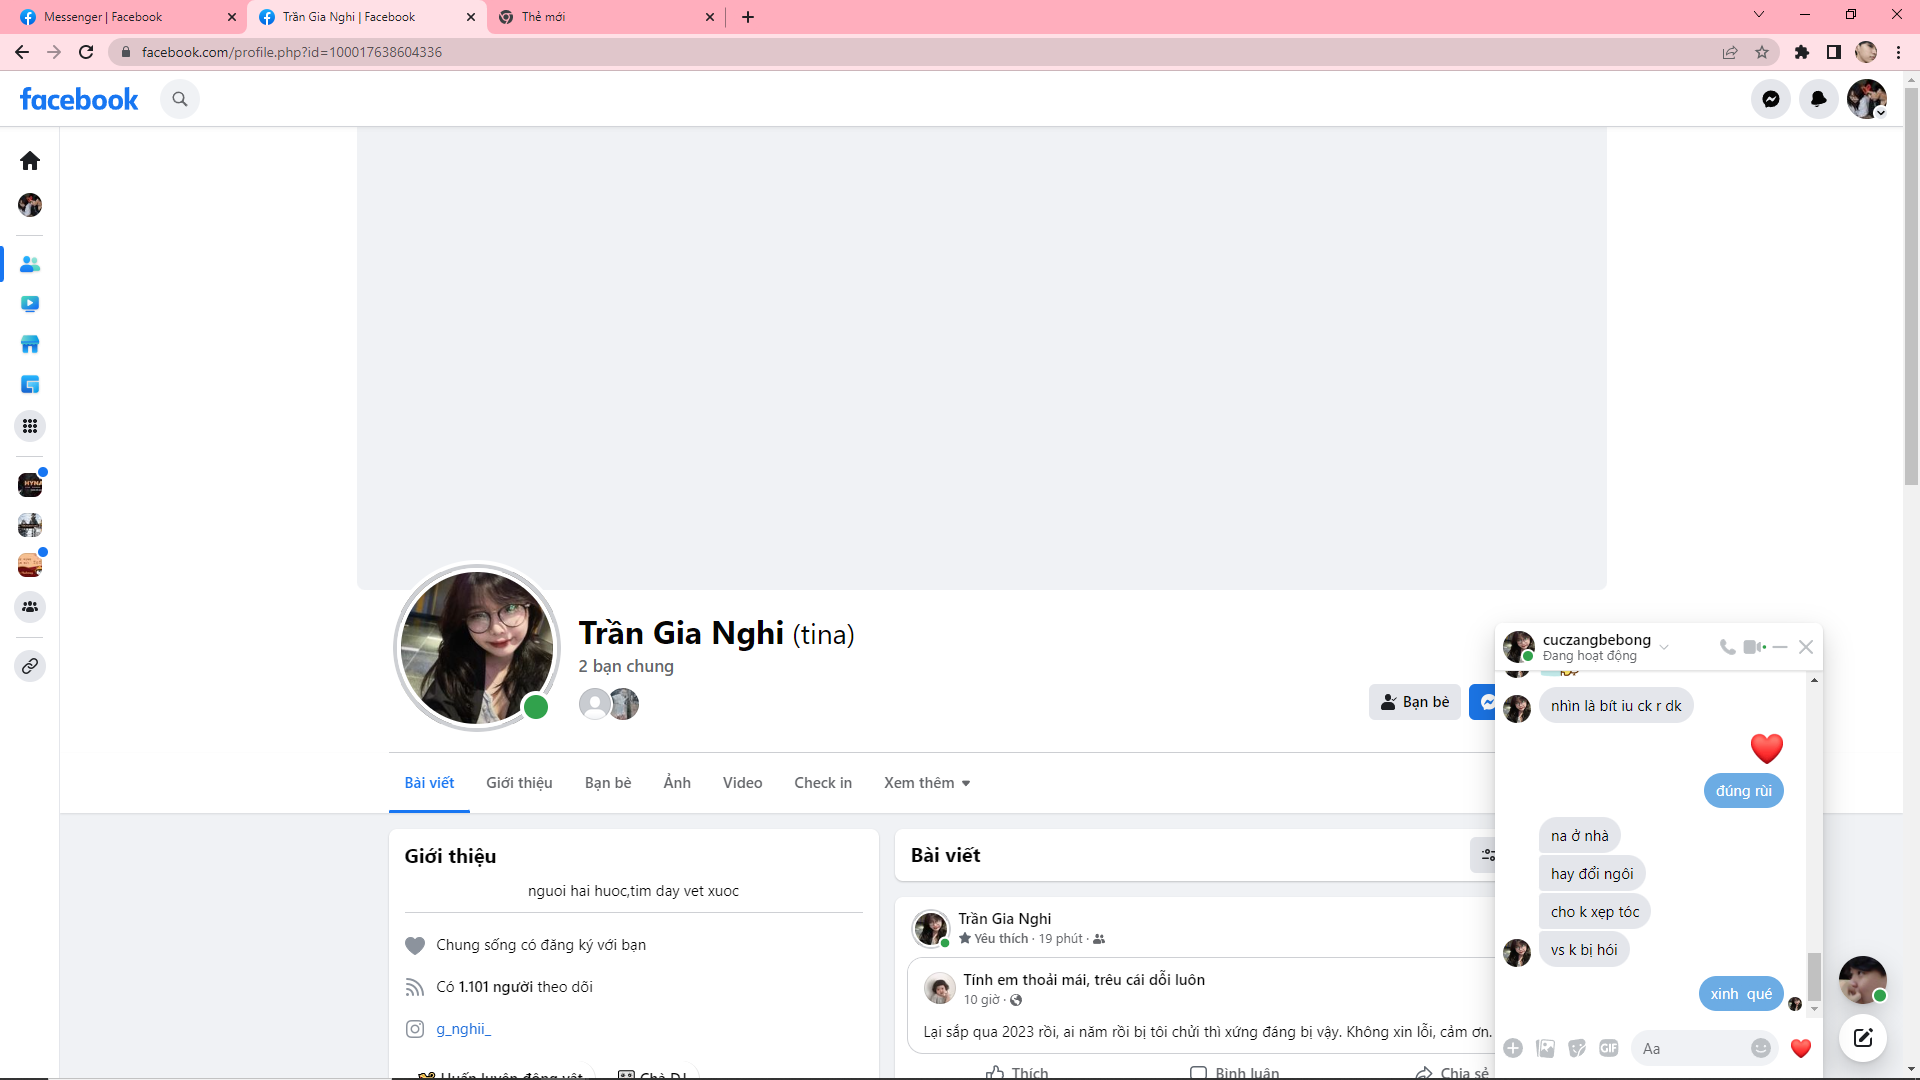 Messenger | Facebook
Trần Gia Nghi | Facebook
Thẻ mới
facebook.com/profile.php?id=100017638604336
facebook
Trần Gia Nghi (tina)
2 bạn chung
Bạn bè
Bài viết
Giới thiệu
Bạn bè
Ảnh
Video
Check in
Xem thêm
Giới thiệu
nguoi hai huoc,tim day vet xuoc
Chung sống có đăng ký với bạn
Có 1.101 người theo dõi
g_nghii_
Huấn luyện động vật
Chà DJ
Bài viết
Trần Gia Nghi
Yêu thích · 19 phút ·
Tính em thoải mái, trêu cái dỗi luôn
10 giờ ·
Lại sắp qua 2023 rồi, ai năm rồi bị tôi chửi thì xứng đáng bị vậy. Không xin lỗi, cảm ơn.
Thích
Bình luận
Chia sẻ
cuczangbebong
Đang hoạt động
nhìn là bít iu ck r dk
đúng rùi
na ở nhà
hay đổi ngôi
cho k xẹp tóc
vs k bị hói
xinh qué
GIF
Aa